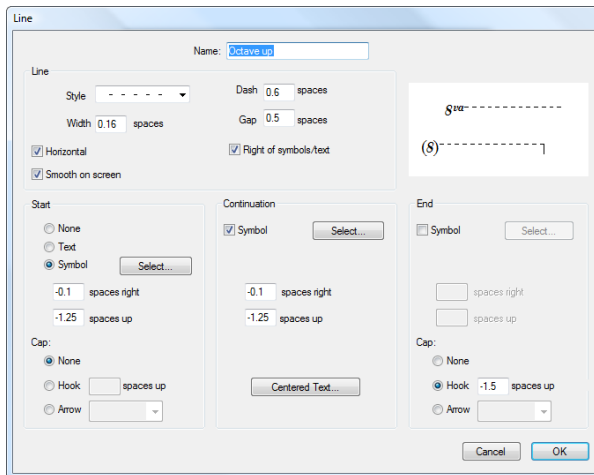 Line
Name: Octave up
Line
Style - - - - -
Width 0.16 spaces
Dash 0.6 spaces
Gap 0.5 spaces
Horizontal
Right of symbols/text
Smooth on screen
8va
(8)
Start
None
Text
Symbol Select...
-0.1 spaces right
-1.25 spaces up
Cap:
None
Hook spaces up
Arrow
Continuation
Symbol Select...
-0.1 spaces right
-1.25 spaces up
Centered Text...
End
Symbol Select...
spaces right
spaces up
Cap:
None
Hook -1.5 spaces up
Arrow
Cancel OK